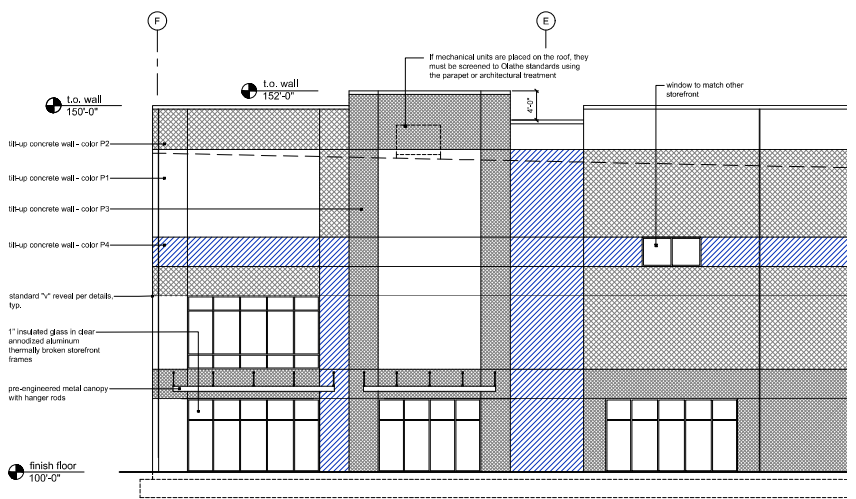 F
E
If mechanical units are placed on the roof, they
must be screened to Olathe standards using
the parapet or architectural treatment
t.o. wall
152'-0"
t.o. wall
150'-0"
4'-0"
window to match other
storefront
tilt-up concrete wall - color P2
tilt-up concrete wall - color P1
tilt-up concrete wall - color P3
tilt-up concrete wall - color P4
standard "v" reveal per details,
typ.
1" insulated glass in clear
annodized aluminum
thermally broken storefront
frames
pre-engineered metal canopy
with hanger rods
finish floor
100'-0"